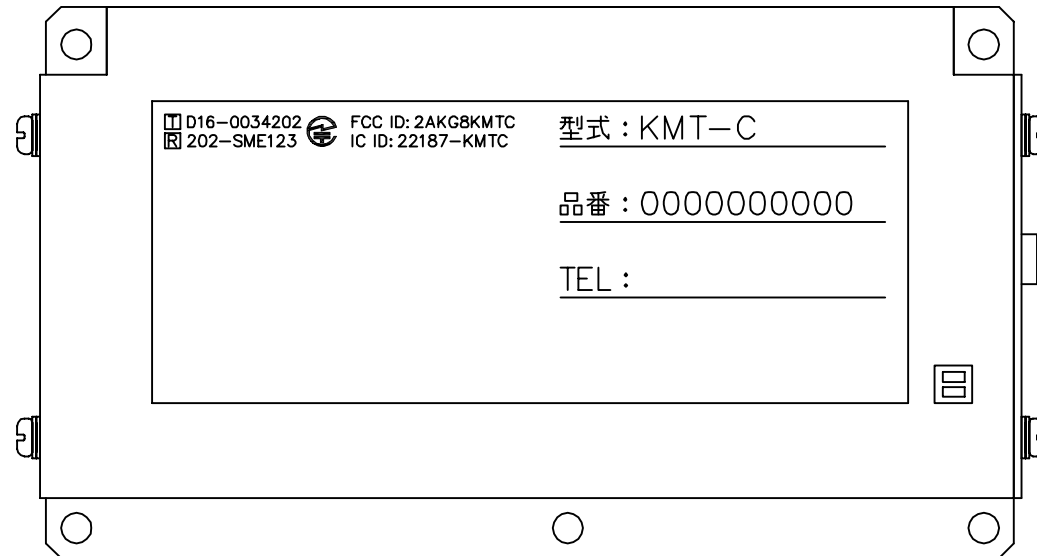 T D16-0034202
R 202-SME123
FCC ID: 2AKG8KMTC
IC ID: 22187-KMTC
型式：KMT-C
品番：0000000000
TEL：